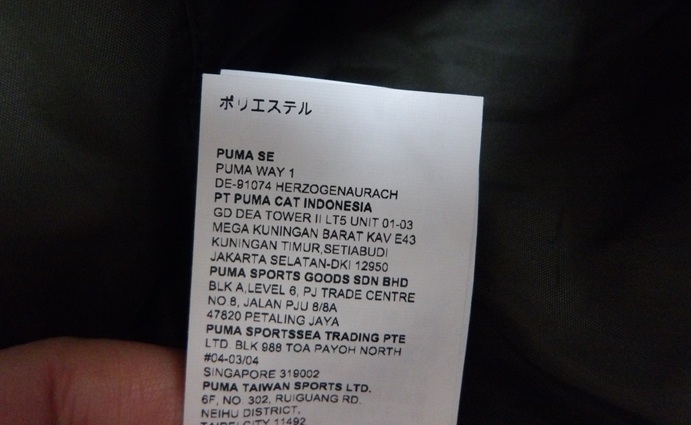 ポリエステル
PUMA SE
PUMA WAY 1
DE-91074 HERZOGENAURACH
PT PUMA CAT INDONESIA
GD DEA TOWER II LT5 UNIT 01-03
MEGA KUNINGAN BARAT KAV E43
KUNINGAN TIMUR,SETIABUDI
JAKARTA SELATAN-DKI 12950
PUMA SPORTS GOODS SDN BHD
BLK A,LEVEL 6, PJ TRADE CENTRE
NO 8, JALAN PJU 8/8A
47820 PETALING JAYA
PUMA SPORTSSEA TRADING PTE
LTD. BLK 988 TOA PAYOH NORTH
#04-03/04
SINGAPORE 319002
PUMA TAIWAN SPORTS LTD.
6F, NO. 302, RUIGUANG RD.
NEIHU DISTRICT,
TAIPEI CITY 11492